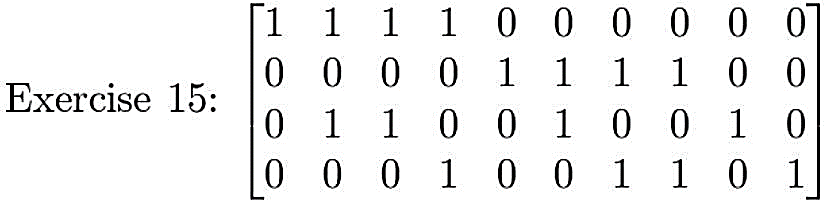 1 1 1 1 0 0 0 0 0 0
0 0 0 0 1 1 1 1 0 0
Exercise 15:
0 1 1 0 0 1 0 0 1 0
0 0 0 1 0 0 1 1 0 1